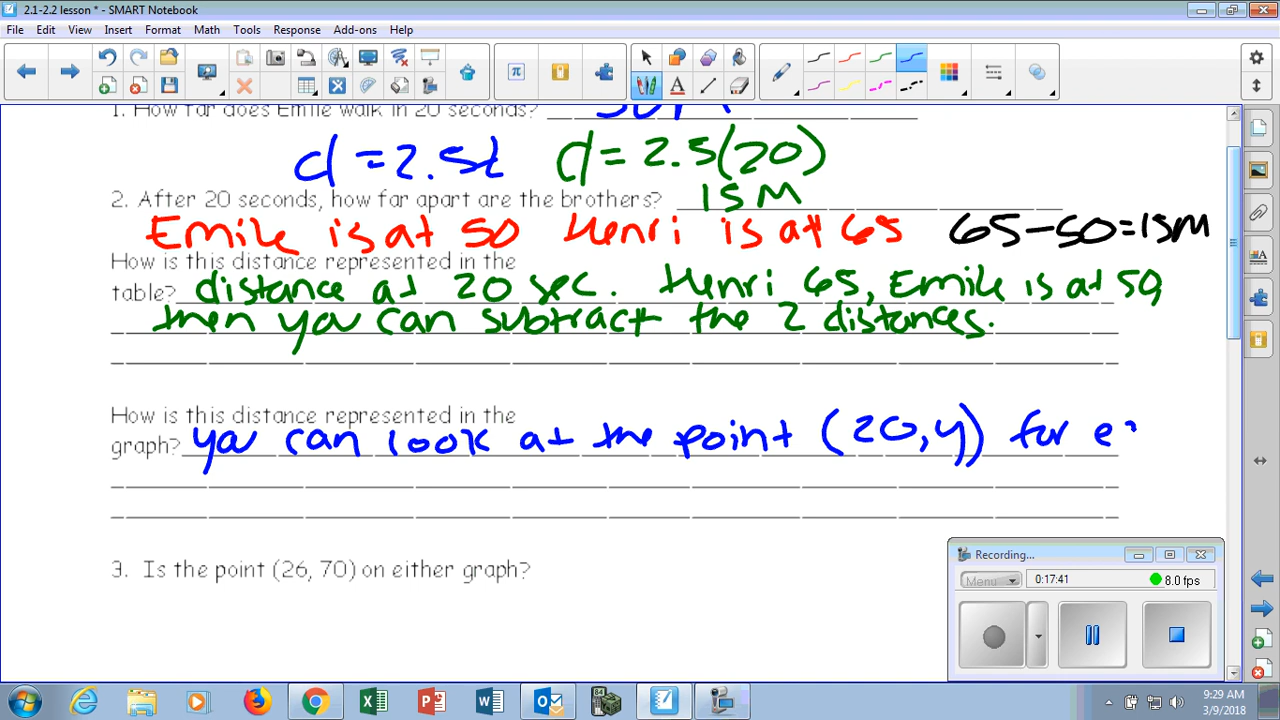 2.1-2.2 lesson * - SMART Notebook
File Edit View Insert Format Math Tools Response Add-ons Help
1. How far does Emile walk in 20 seconds?
d = 2.5t d = 2.5(20)
2. After 20 seconds, how far apart are the brothers? 15M
Emile is at 50 Henri is at 65 65-50=15M
How is this distance represented in the
table? distance at 20 sec. Henri 65, Emile is at 50,
then you can subtract the 2 distances.
How is this distance represented in the
graph? you can look at the point (20,y) for
3. Is the point (26, 70) on either graph?
Recording...
Menu 0:17:41 8.0 fps
9:29 AM
3/9/2018